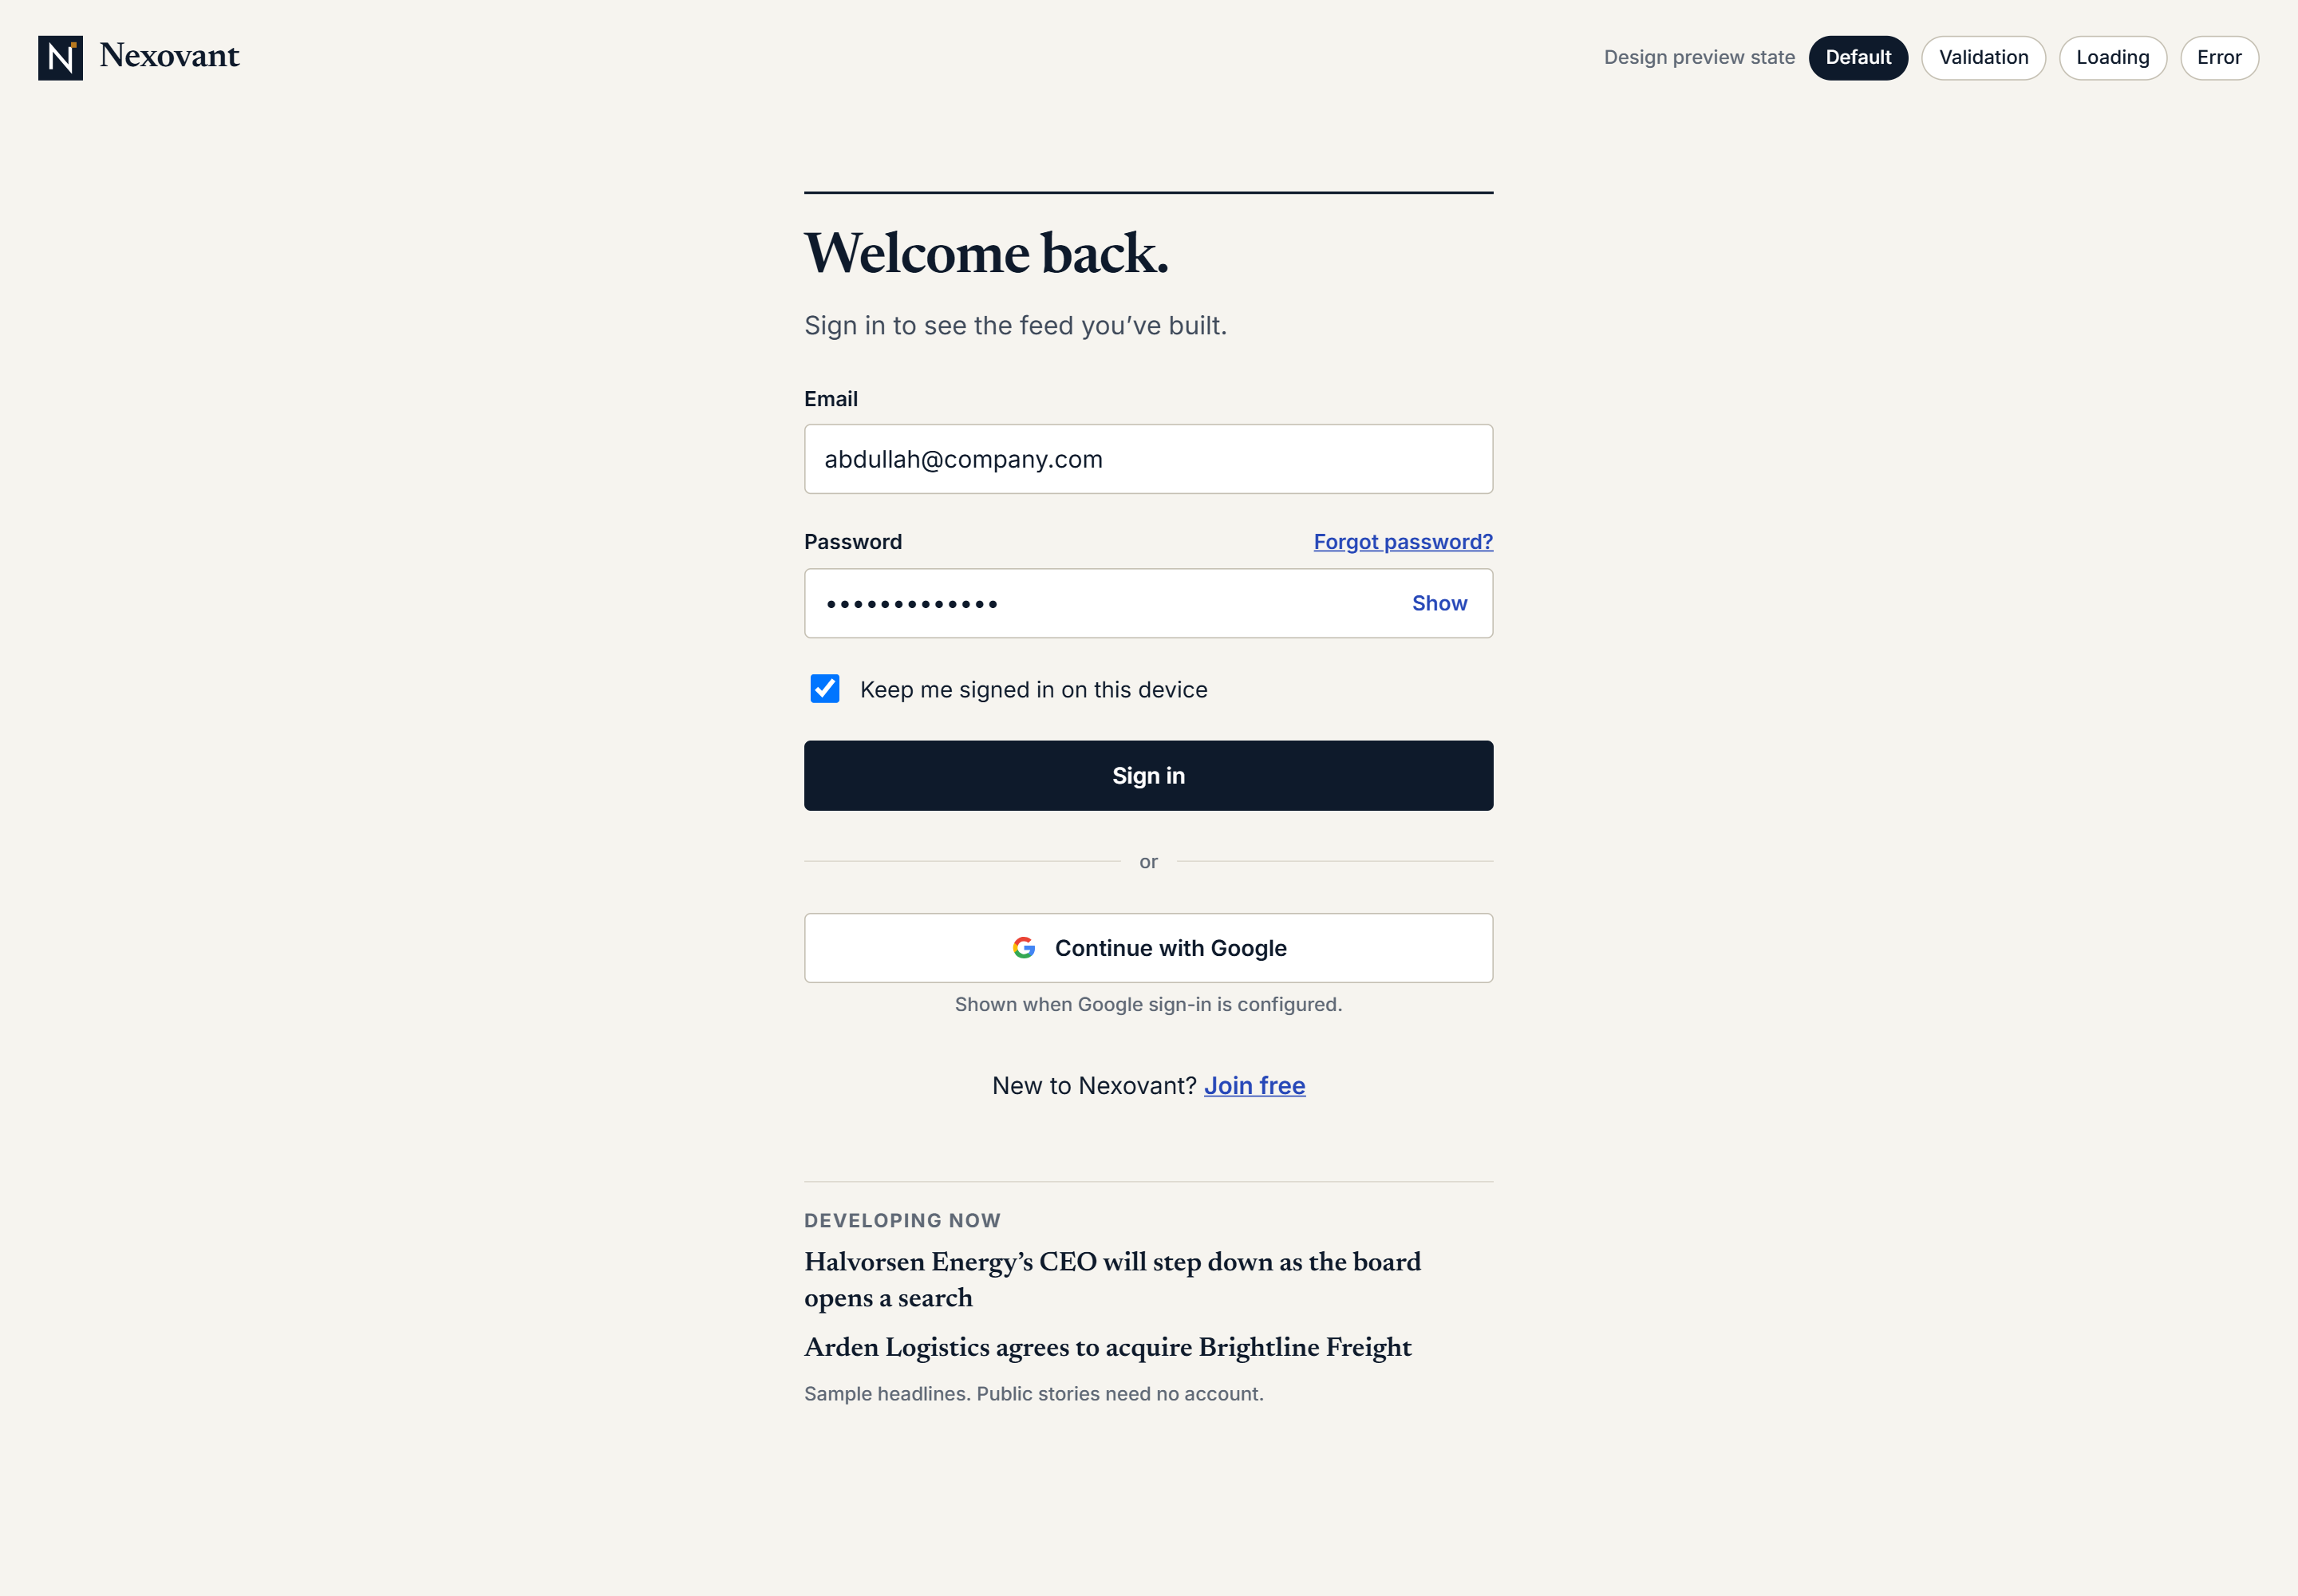 Nexovant
Design preview state
Default
Validation
Loading
Error
Welcome back.
Sign in to see the feed you’ve built.
Email
abdullah@company.com
Password
Forgot password?
•••••••••••••
Show
Keep me signed in on this device
Sign in
or
Continue with Google
Shown when Google sign-in is configured.
New to Nexovant? Join free
DEVELOPING NOW
Halvorsen Energy’s CEO will step down as the board
opens a search
Arden Logistics agrees to acquire Brightline Freight
Sample headlines. Public stories need no account.